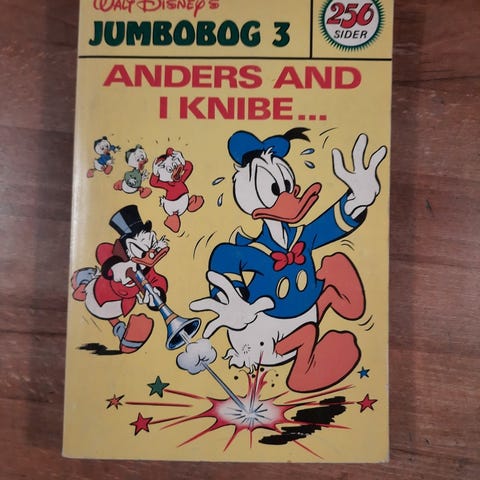 WALT DISNEY'S
JUMBOBOG 3
256
SIDER
ANDERS AND
I KNIBE...